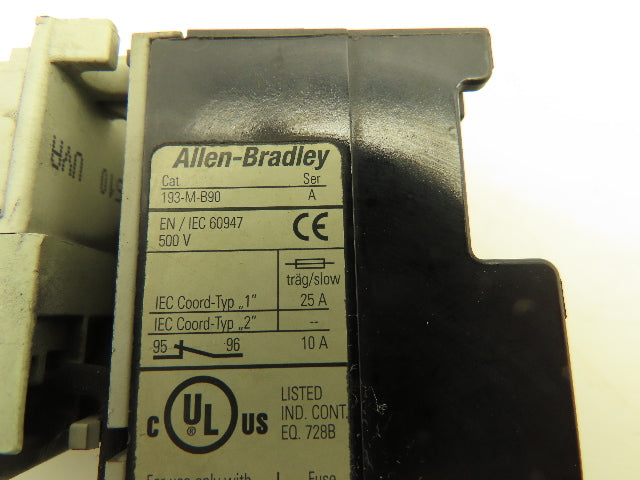 Allen-Bradley
Cat Ser
193-M-B90 A
EN / IEC 60947
500 V
CE
träg/slow
IEC Coord-Typ „1" 25 A
IEC Coord-Typ „2" --
95 96 10 A
C UL ® US
LISTED
IND. CONT.
EQ. 728B
For use only with Fuse